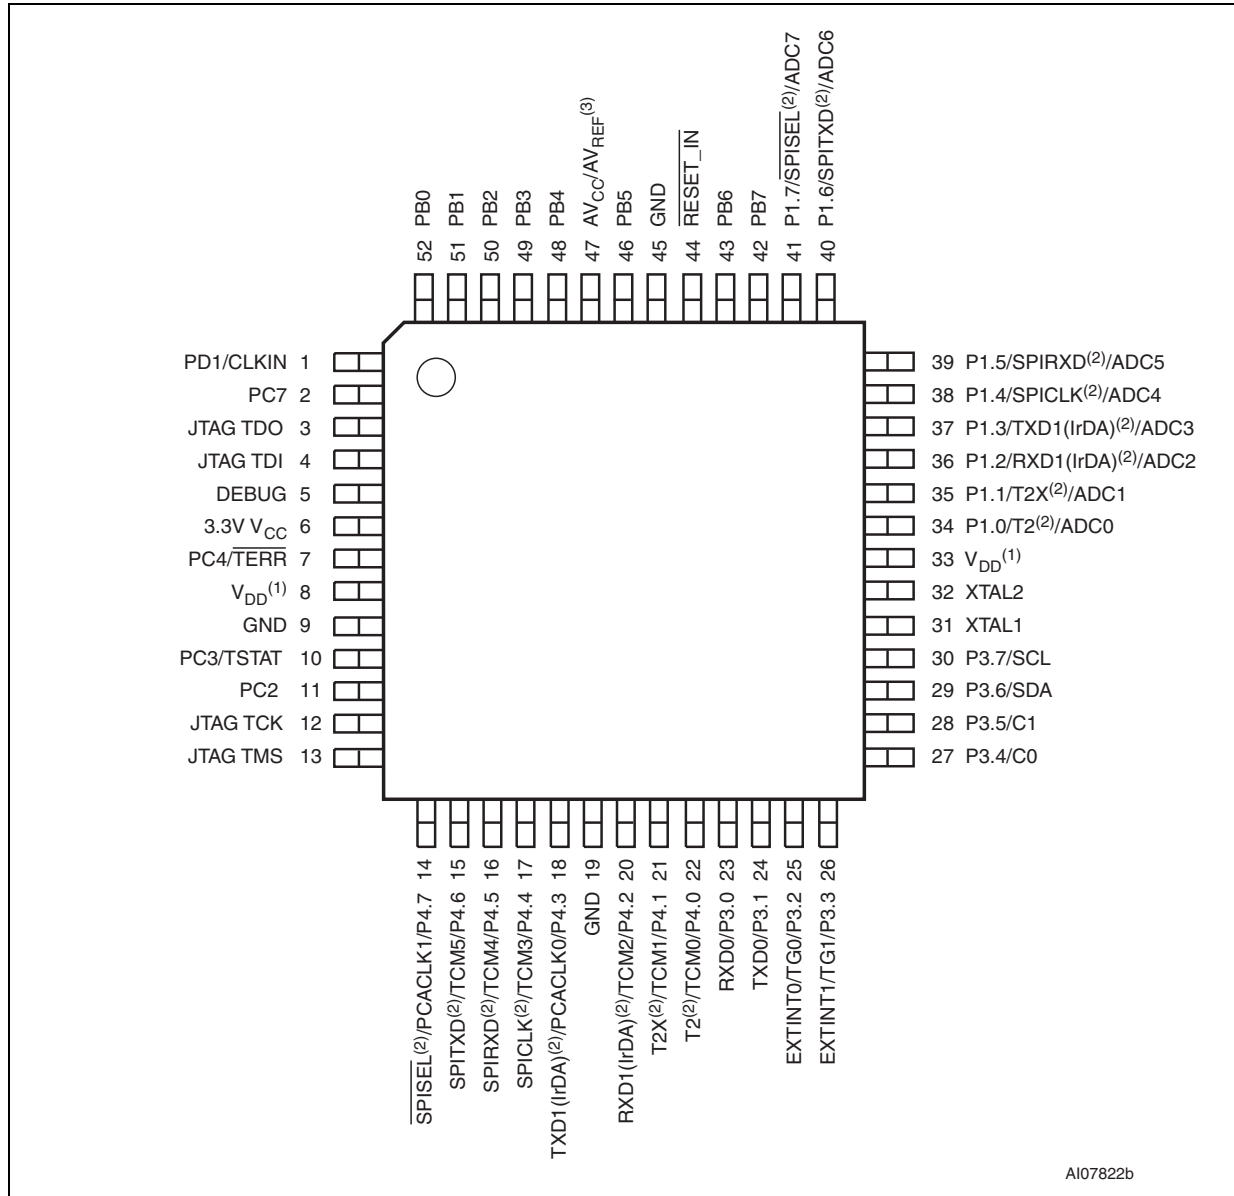 52 PB0
51 PB1
50 PB2
49 PB3
48 PB4
47 AVCC/AVREF(3)
46 PB5
45 GND
44 RESET_IN
43 PB6
42 PB7
41 P1.7/SPISEL(2)/ADC7
40 P1.6/SPITXD(2)/ADC6
PD1/CLKIN 1
PC7 2
JTAG TDO 3
JTAG TDI 4
DEBUG 5
3.3V VCC 6
PC4/TERR 7
VDD(1) 8
GND 9
PC3/TSTAT 10
PC2 11
JTAG TCK 12
JTAG TMS 13
39 P1.5/SPIRXD(2)/ADC5
38 P1.4/SPICLK(2)/ADC4
37 P1.3/TXD1(IrDA)(2)/ADC3
36 P1.2/RXD1(IrDA)(2)/ADC2
35 P1.1/T2X(2)/ADC1
34 P1.0/T2(2)/ADC0
33 VDD(1)
32 XTAL2
31 XTAL1
30 P3.7/SCL
29 P3.6/SDA
28 P3.5/C1
27 P3.4/C0
SPISEL(2)/PCACLK1/P4.7 14
SPITXD(2)/TCM5/P4.6 15
SPIRXD(2)/TCM4/P4.5 16
SPICLK(2)/TCM3/P4.4 17
TXD1(IrDA)(2)/PCACLK0/P4.3 18
GND 19
RXD1(IrDA)(2)/TCM2/P4.2 20
T2X(2)/TCM1/P4.1 21
T2(2)/TCM0/P4.0 22
RXD0/P3.0 23
TXD0/P3.1 24
EXTINT0/TG0/P3.2 25
EXTINT1/TG1/P3.3 26
AI07822b